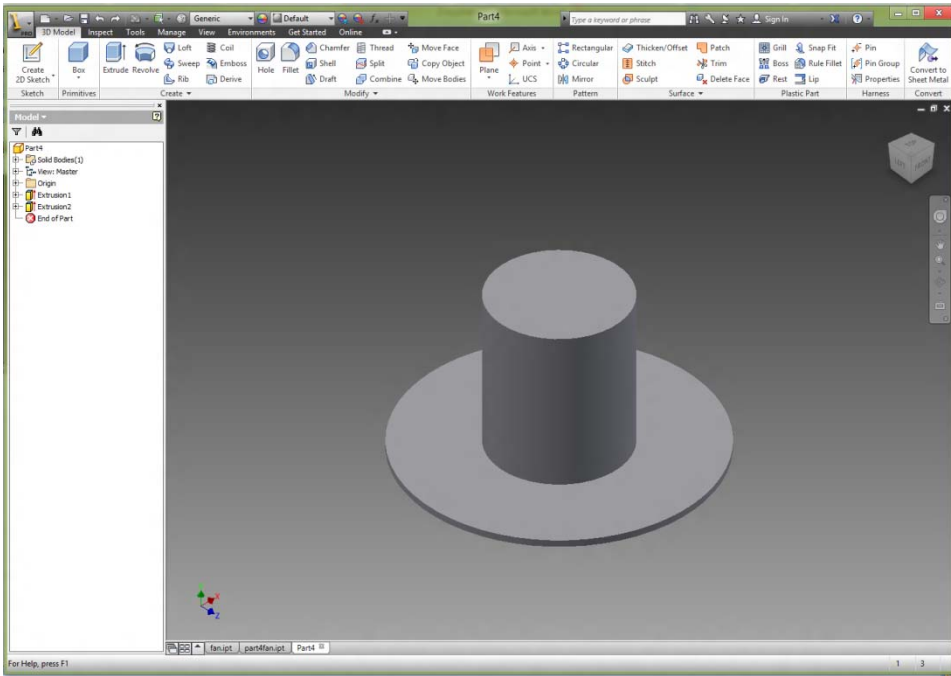 Generic Default Part4 Type a keyword or phrase Sign In
PRO 3D Model Inspect Tools Manage View Environments Get Started Online
Create 2D Sketch
Box
Extrude Revolve
Loft Coil
Sweep Emboss
Rib Derive
Hole Fillet
Chamfer Thread Move Face
Shell Split Copy Object
Draft Combine Move Bodies
Plane
Axis
Point
UCS
Rectangular
Circular
Mirror
Thicken/Offset Patch
Stitch Trim
Sculpt Delete Face
Grill Snap Fit
Boss Rule Fillet
Rest Lip
Pin
Pin Group
Properties
Convert to Sheet Metal
Sketch Primitives Create Modify Work Features Pattern Surface Plastic Part Harness Convert
Model
Part4
Solid Bodies(1)
View: Master
Origin
Extrusion1
Extrusion2
End of Part
X
Z
fan.ipt part4fan.ipt Part4
For Help, press F1 1 3